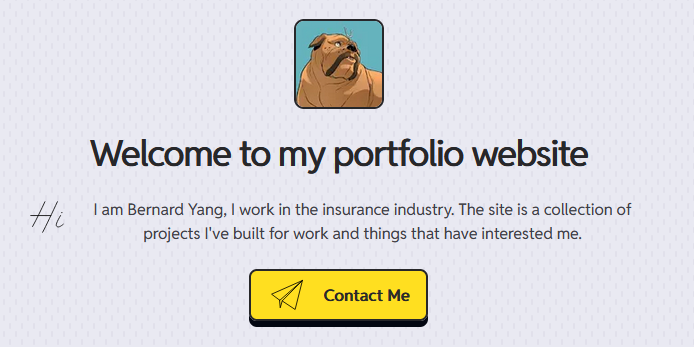 Welcome to my portfolio website
Hi
I am Bernard Yang, I work in the insurance industry. The site is a collection of
projects I've built for work and things that have interested me.
Contact Me